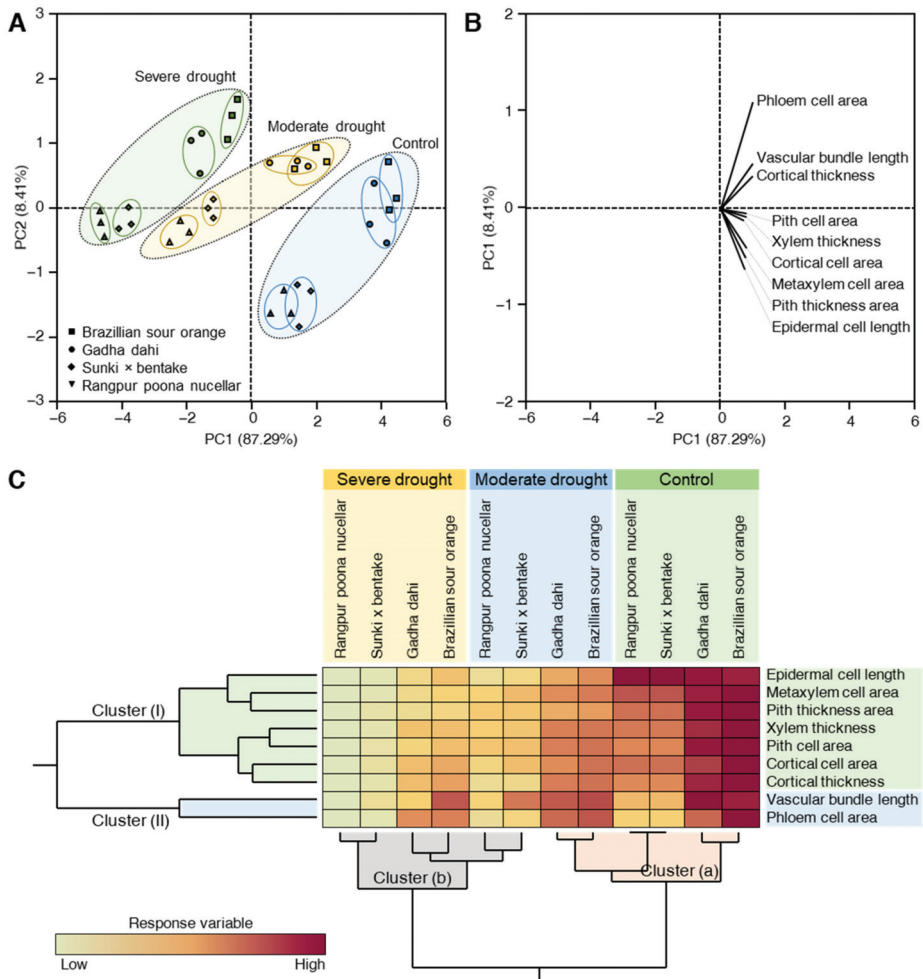 A
3
2
1
0
−1
−2
−3
PC2 (8.41%)
Severe drought
Moderate drought
Control
Brazillian sour orange
Gadha dahi
Sunki × bentake
Rangpur poona nucellar
−6
−4
−2
0
2
4
6
PC1 (87.29%)
B
2
1
0
−1
−2
PC1 (8.41%)
Phloem cell area
Vascular bundle length
Cortical thickness
Pith cell area
Xylem thickness
Cortical cell area
Metaxylem cell area
Pith thickness area
Epidermal cell length
−6
−4
−2
0
2
4
6
PC1 (87.29%)
C
Severe drought
Moderate drought
Control
Rangpur poona nucellar
Sunki x bentake
Gadha dahi
Brazillian sour orange
Rangpur poona nucellar
Sunki x bentake
Gadha dahi
Brazillian sour orange
Rangpur poona nucellar
Sunki x bentake
Gadha dahi
Brazillian sour orange
Epidermal cell length
Metaxylem cell area
Pith thickness area
Xylem thickness
Pith cell area
Cortical cell area
Cortical thickness
Vascular bundle length
Phloem cell area
Cluster (I)
Cluster (II)
Cluster (b)
Cluster (a)
Response variable
Low
High